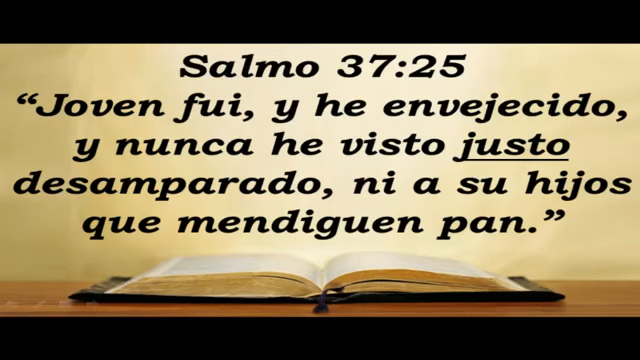 Salmo 37:25
“Joven fui, y he envejecido,
y nunca he visto justo
desamparado, ni a su hijos
que mendiguen pan.”